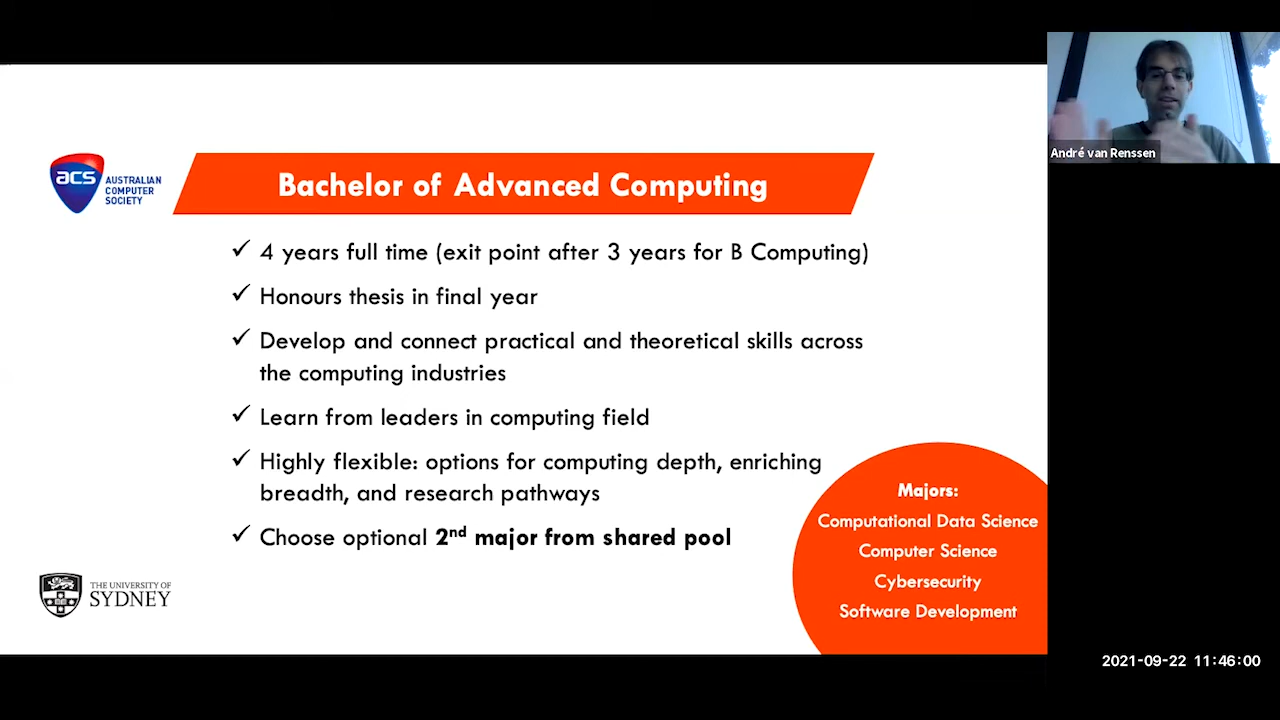 André van Renssen
acs AUSTRALIAN
COMPUTER
SOCIETY
Bachelor of Advanced Computing
✓ 4 years full time (exit point after 3 years for B Computing)
✓ Honours thesis in final year
✓ Develop and connect practical and theoretical skills across
the computing industries
✓ Learn from leaders in computing field
✓ Highly flexible: options for computing depth, enriching
breadth, and research pathways
✓ Choose optional 2nd major from shared pool
Majors:
Computational Data Science
Computer Science
Cybersecurity
Software Development
THE UNIVERSITY OF
SYDNEY
2021-09-22 11:46:00